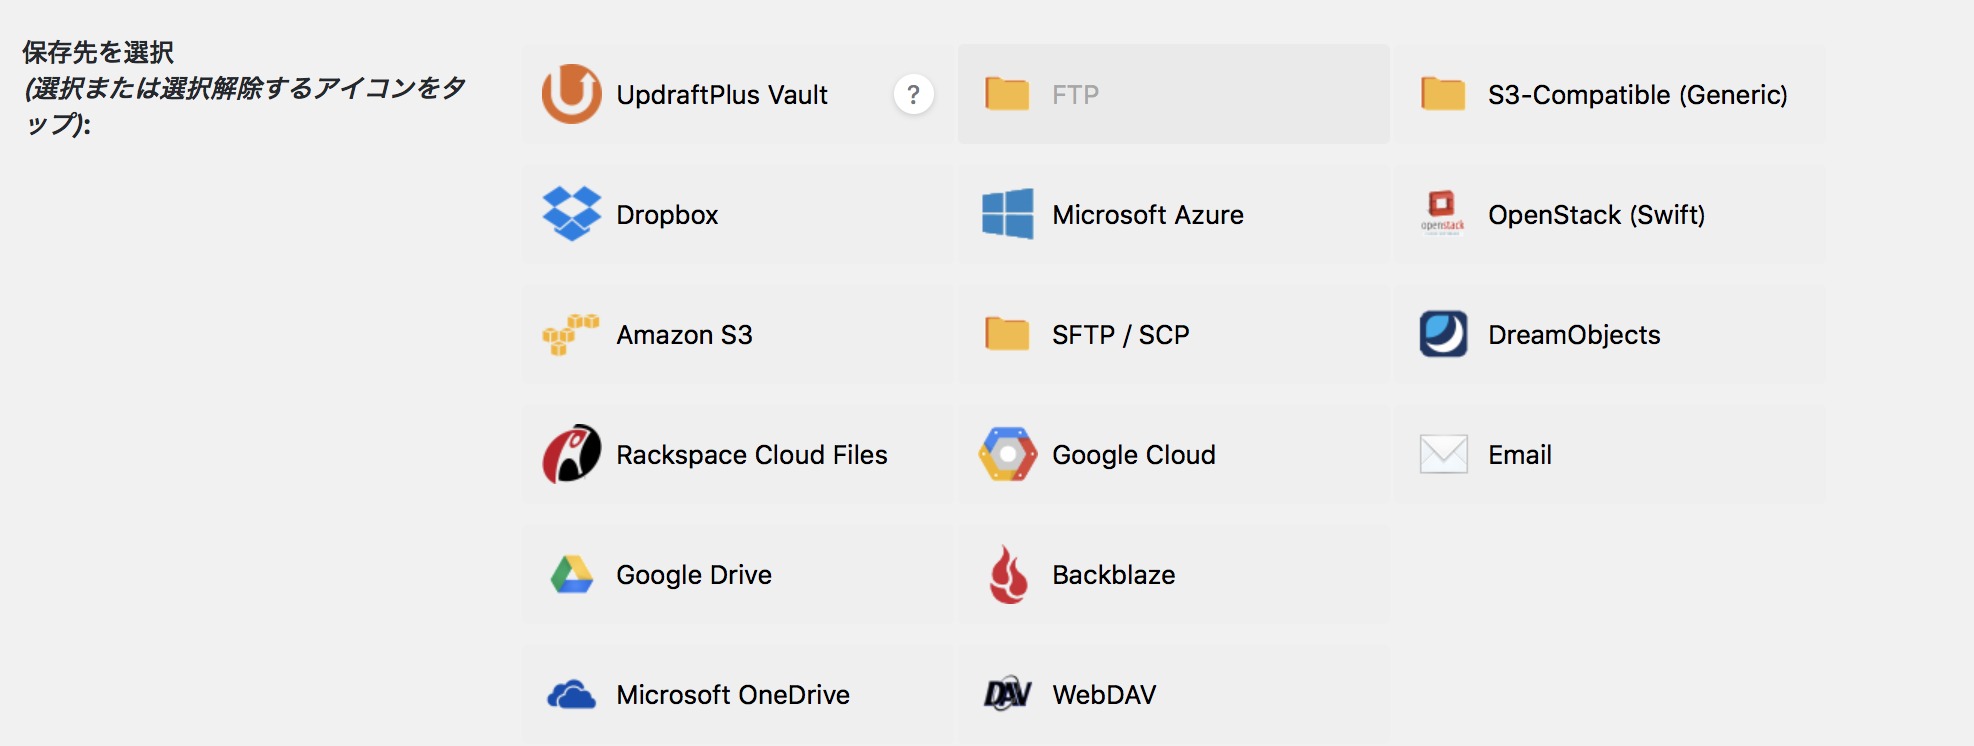 保存先を選択
(選択または選択解除するアイコンをタ
ップ):
UpdraftPlus Vault ? FTP S3-Compatible (Generic)
Dropbox Microsoft Azure openstack OpenStack (Swift)
Amazon S3 SFTP / SCP DreamObjects
Rackspace Cloud Files Google Cloud Email
Google Drive Backblaze
Microsoft OneDrive DAV WebDAV